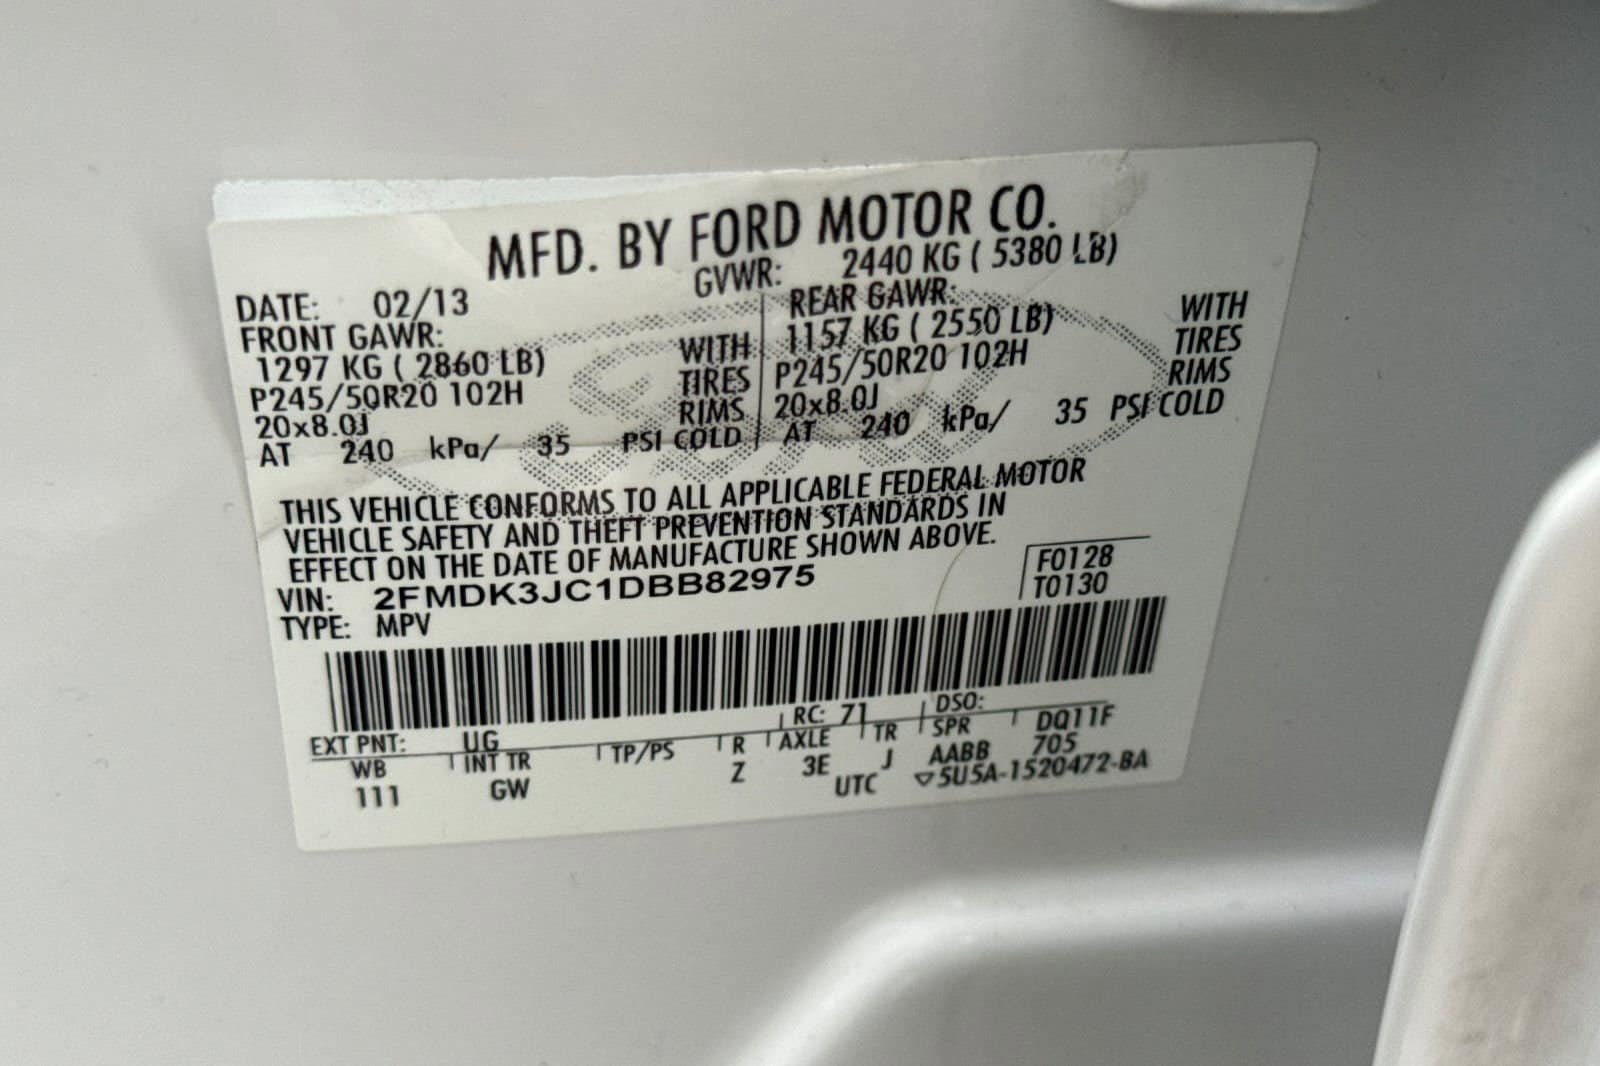 MFD. BY FORD MOTOR CO.
DATE: 02/13 GVWR: 2440 KG ( 5380 LB)
FRONT GAWR: REAR GAWR:
1297 KG ( 2860 LB) WITH 1157 KG ( 2550 LB) WITH
P245/50R20 102H TIRES P245/50R20 102H TIRES
20x8.0J RIMS 20x8.0J RIMS
AT 240 kPa/ 35 PSI COLD AT 240 kPa/ 35 PSI COLD
THIS VEHICLE CONFORMS TO ALL APPLICABLE FEDERAL MOTOR
VEHICLE SAFETY AND THEFT PREVENTION STANDARDS IN
EFFECT ON THE DATE OF MANUFACTURE SHOWN ABOVE.
VIN: 2FMDK3JC1DBB82975 F0128
TYPE: MPV T0130
EXT PNT: UG RC: 71 DSO:
WB INT TR TP/PS R AXLE TR SPR DQ11F
111 GW Z 3E J AABB 705
UTC ▽5U5A-1520472-BA